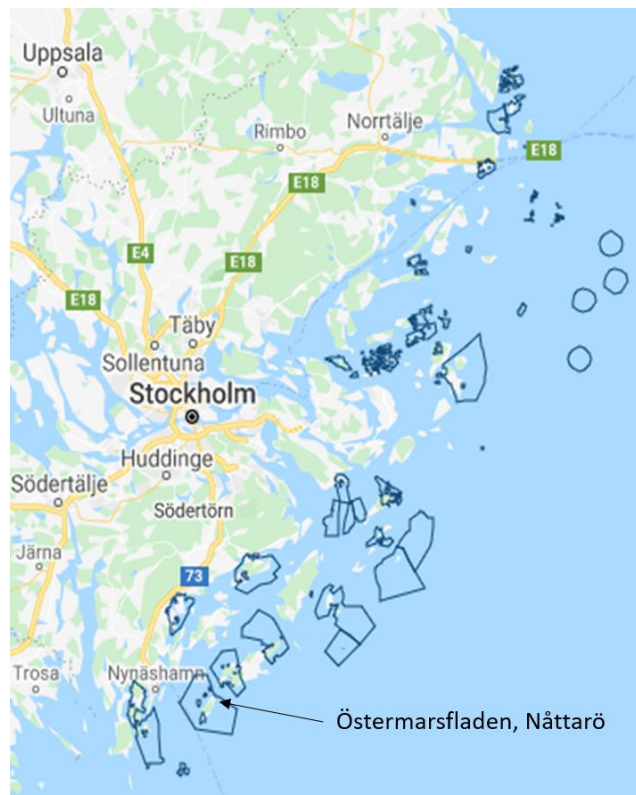 Uppsala
Ultuna
Rimbo
Norrtälje
E18
E18
E4
E18
E18
Täby
Sollentuna
Stockholm
Huddinge
Södertälje
Södertörn
Järna
73
Trosa
Nynäshamn
Östermarsfladen, Nåttarö